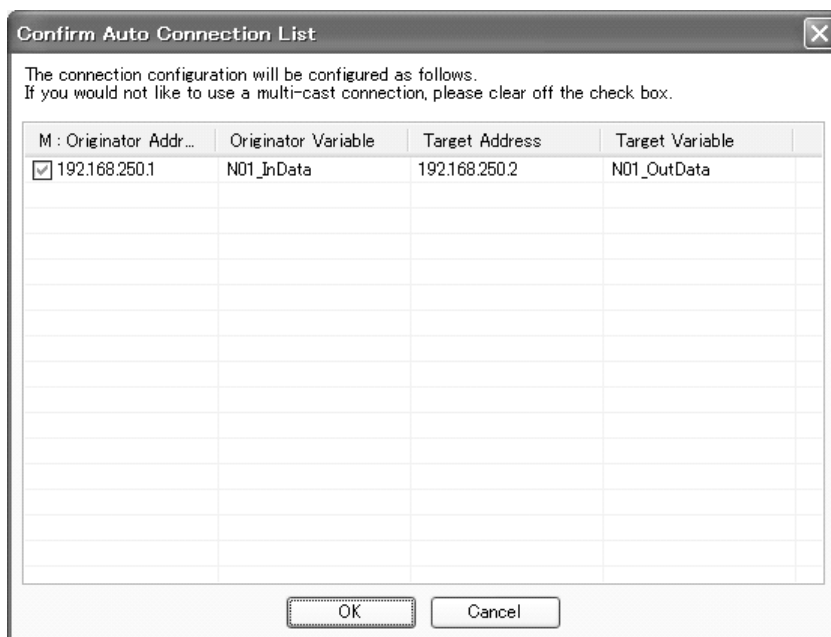 Confirm Auto Connection List
The connection configuration will be configured as follows.
If you would not like to use a multi-cast connection, please clear off the check box.
M : Originator Addr... Originator Variable Target Address Target Variable
192.168.250.1 N01_InData 192.168.250.2 N01_OutData
OK Cancel